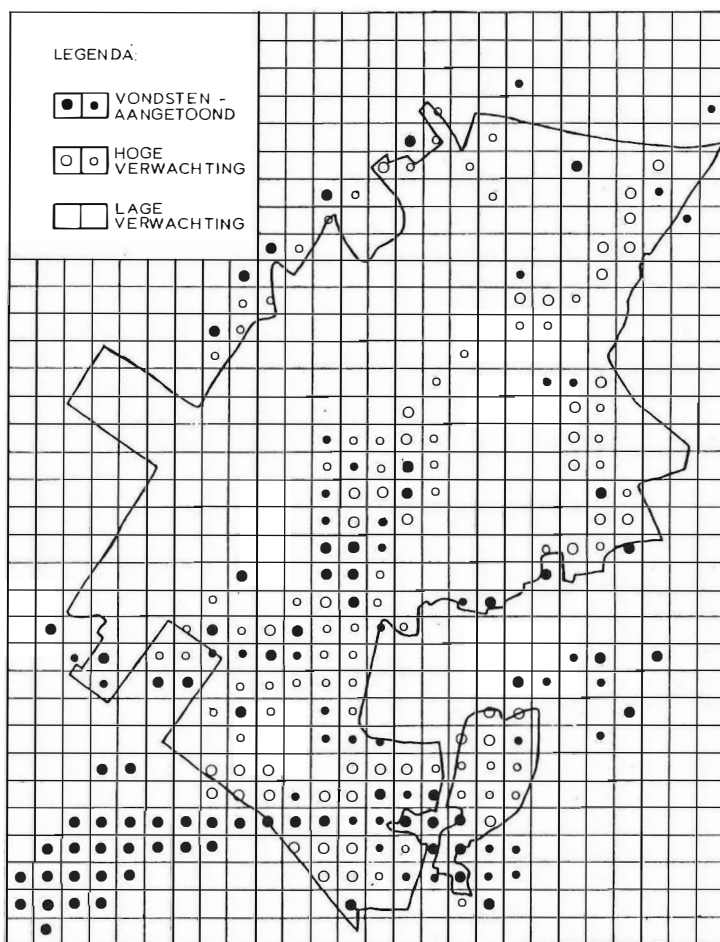 LEGENDA:
VONDSTEN -
AANGETOOND
HOGE
VERWACHTING
LAGE
VERWACHTING